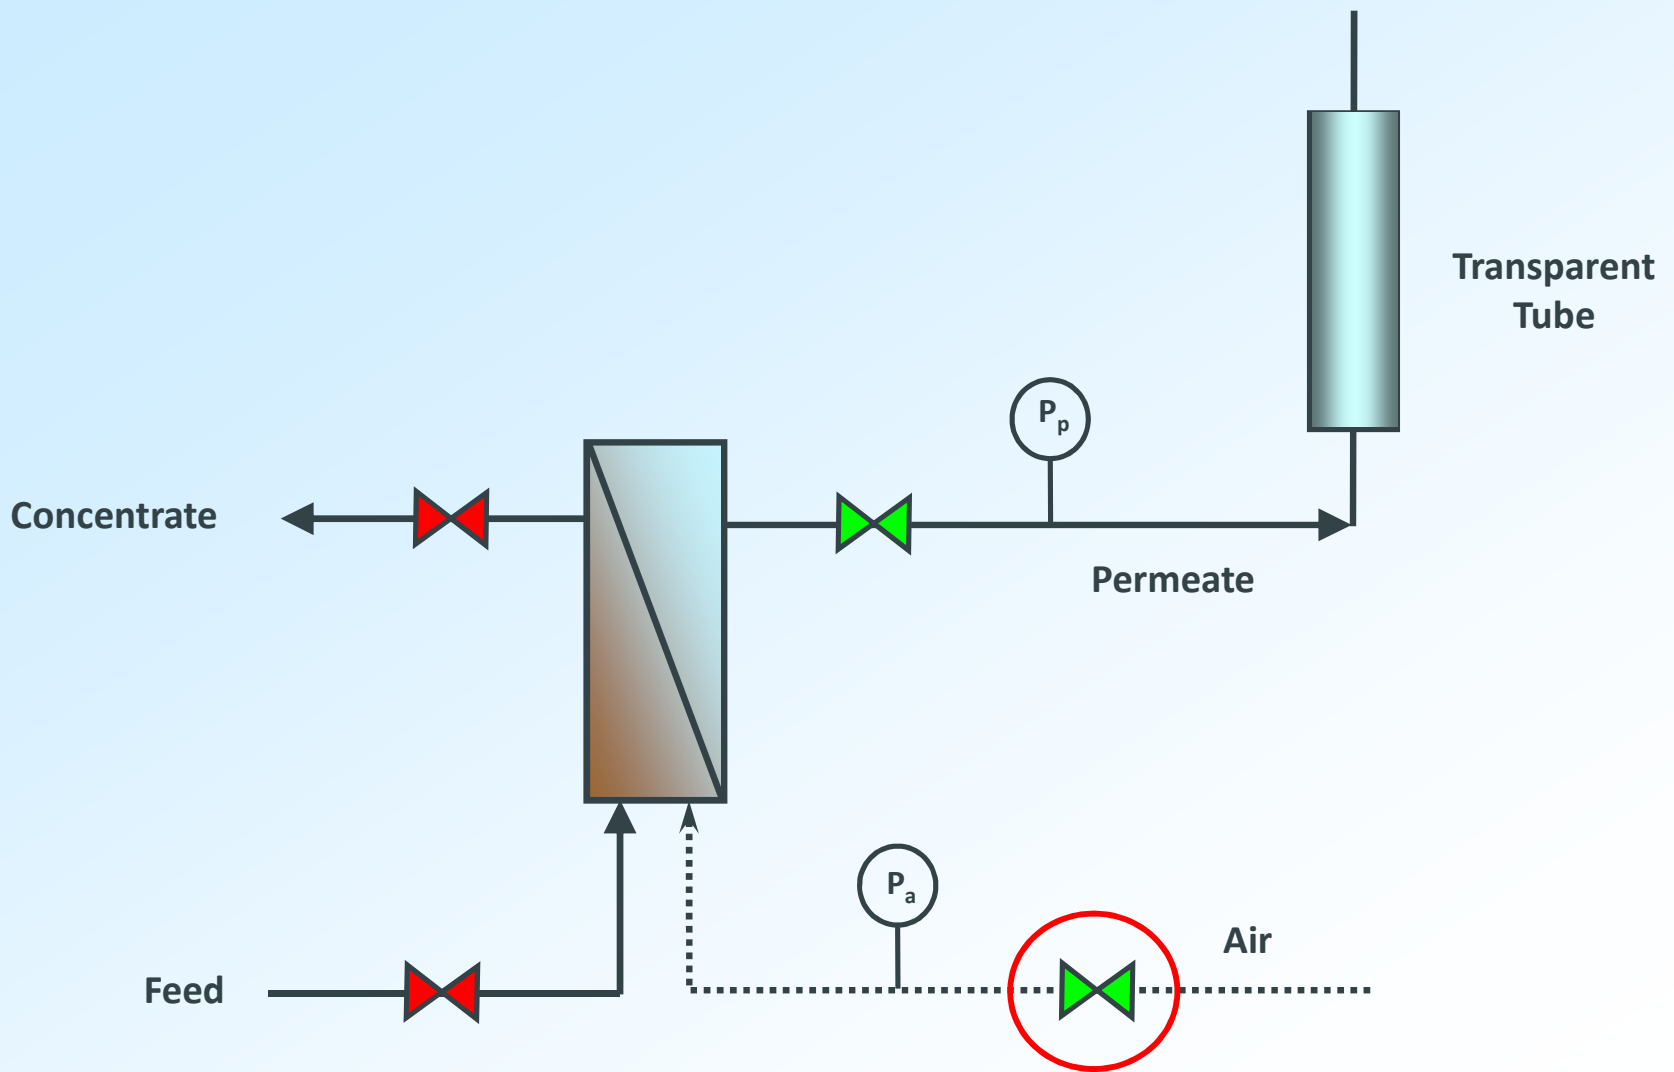 Transparent
Tube
Pp
Concentrate
Permeate
Pa
Air
Feed